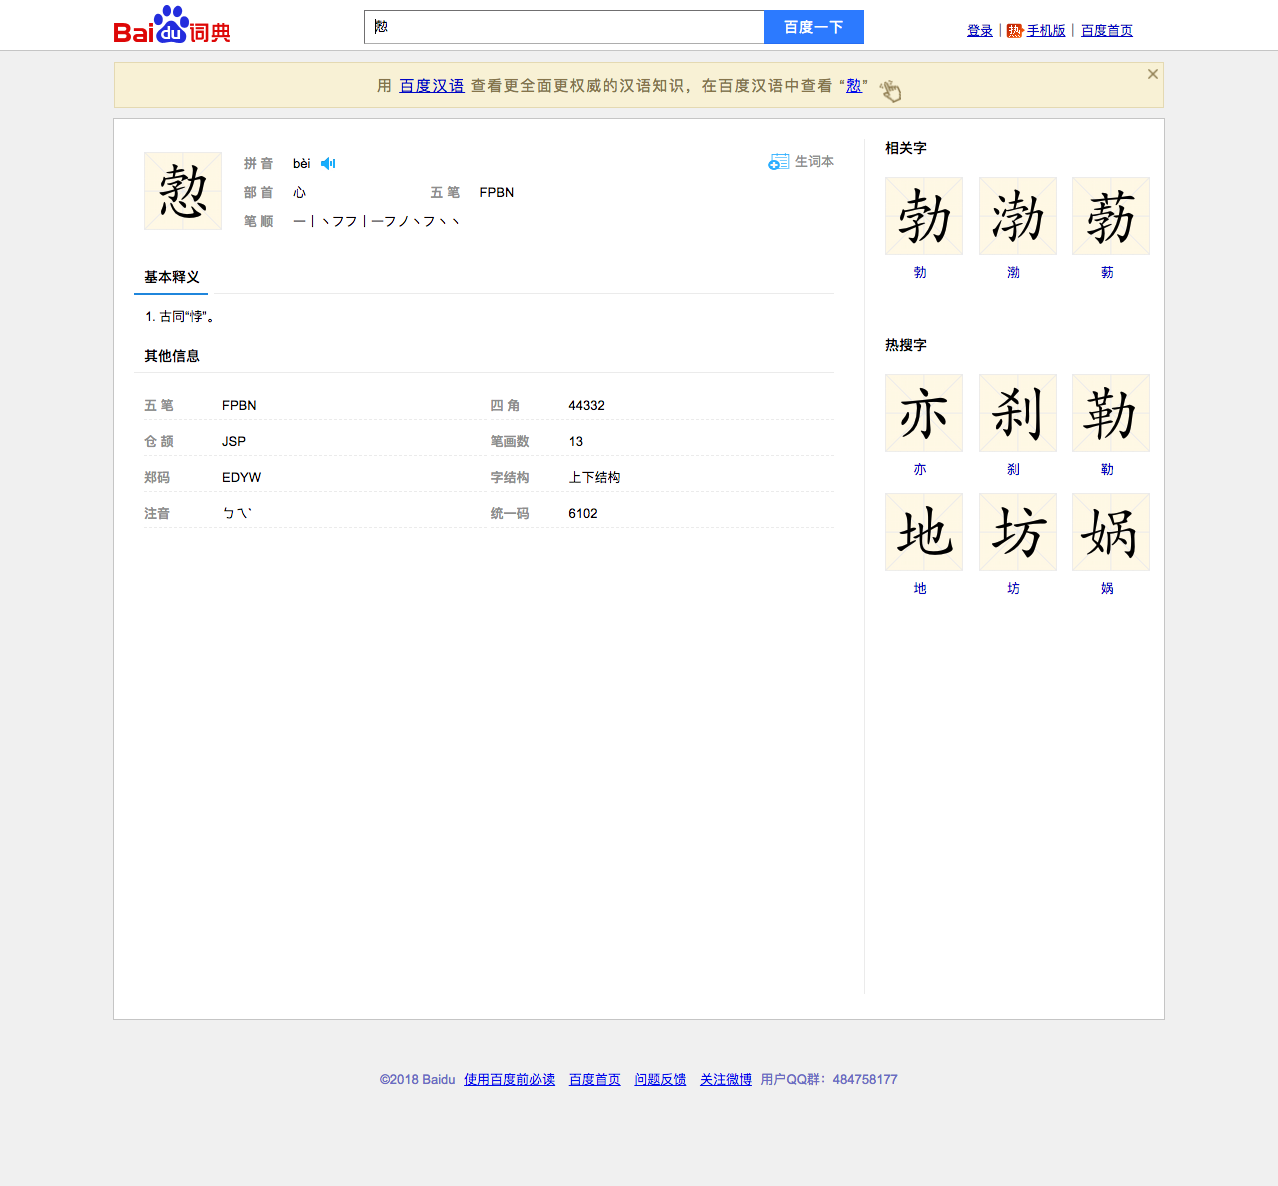 Bai du 词典
愂
百度一下
登录 | 热 手机版 | 百度首页
用 百度汉语 查看更全面更权威的汉语知识，在百度汉语中查看 “愂”
愂
拼 音 bèi
生词本
部 首 心 五 笔 FPBN
笔 顺 一丨丶フフ丨一フノ丶フ丶丶
基本释义
1. 古同“悖”。
其他信息
五 笔 FPBN 四 角 44332
仓 颉 JSP 笔画数 13
郑码 EDYW 字结构 上下结构
注音 ㄅㄟˋ 统一码 6102
相关字
勃 渤 葧
勃 渤 葧
热搜字
亦 刹 勒
亦 刹 勒
地 坊 娲
地 坊 娲
©2018 Baidu 使用百度前必读 百度首页 问题反馈 关注微博 用户QQ群：484758177